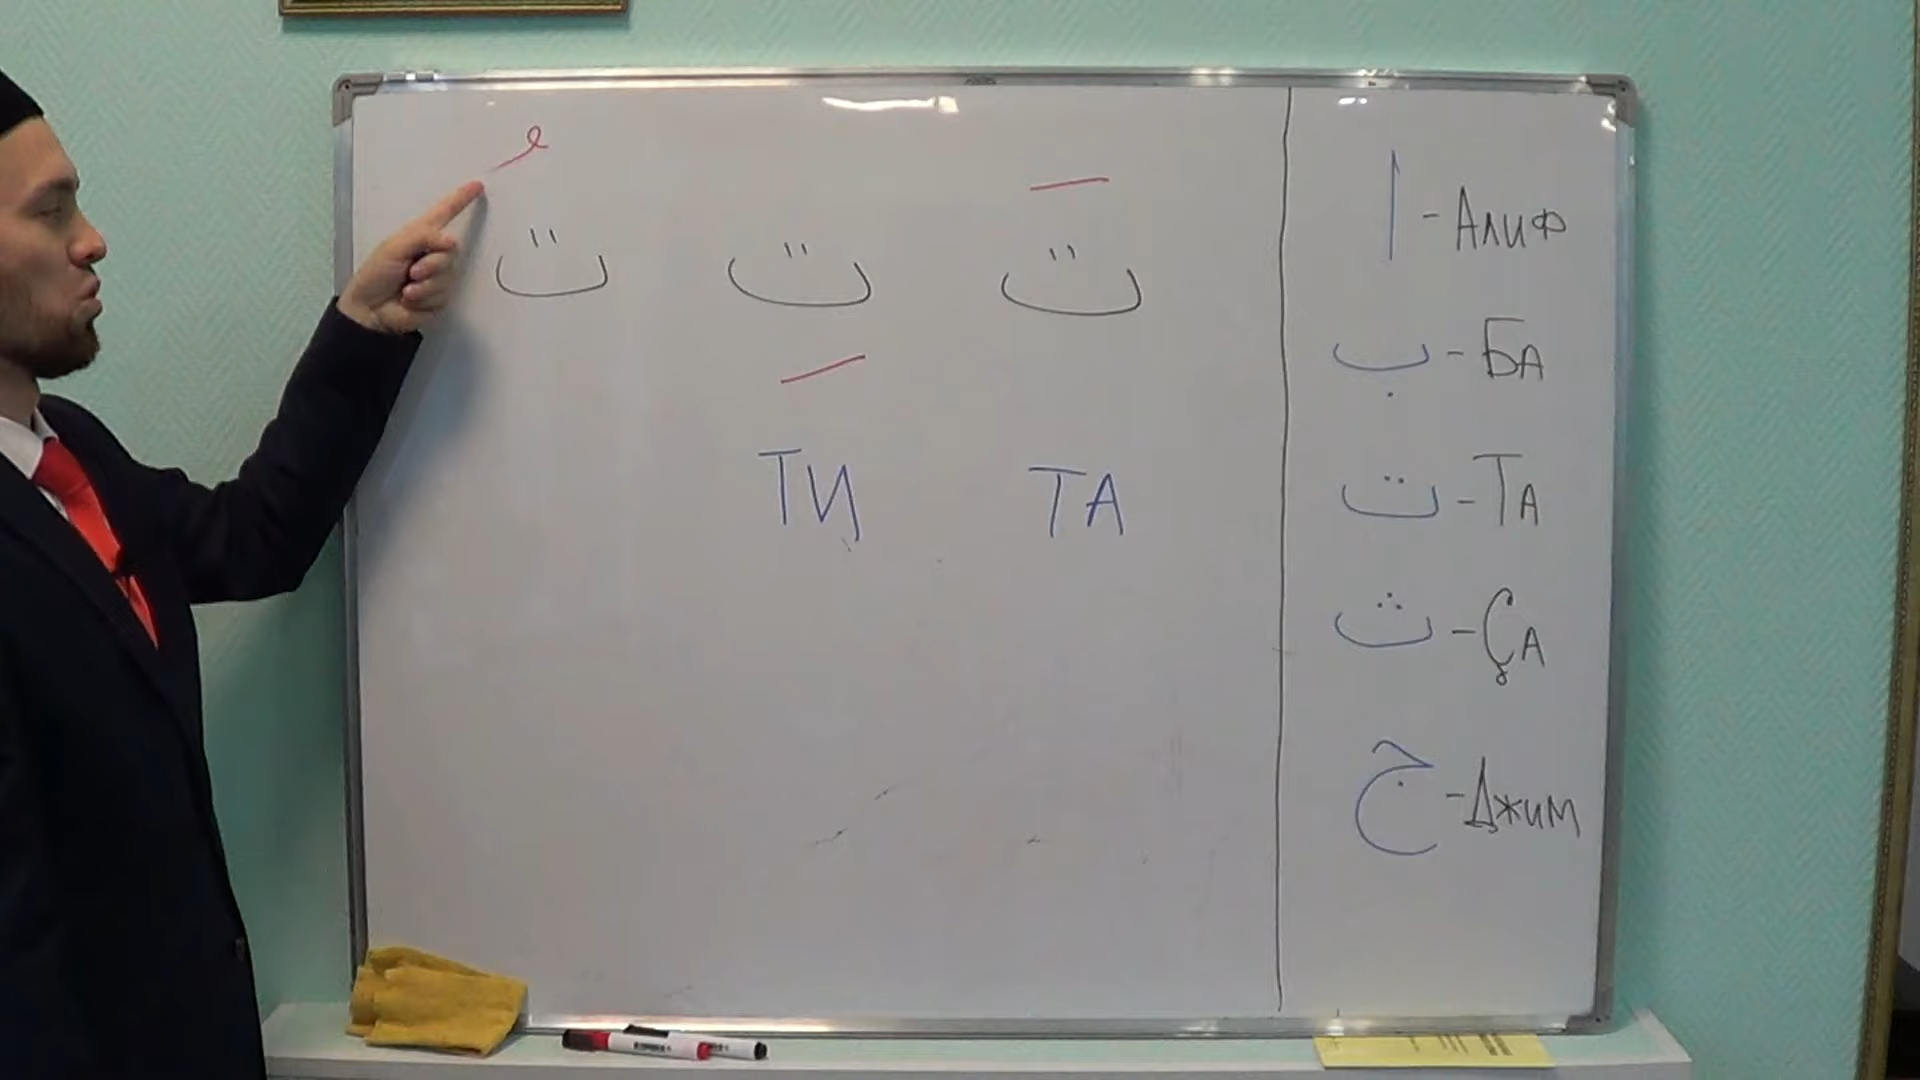 تُ تِ تَ
ТИ ТА
ا - Алиф
ب - БА
ت - ТА
ث - ÇА
ج - Джим